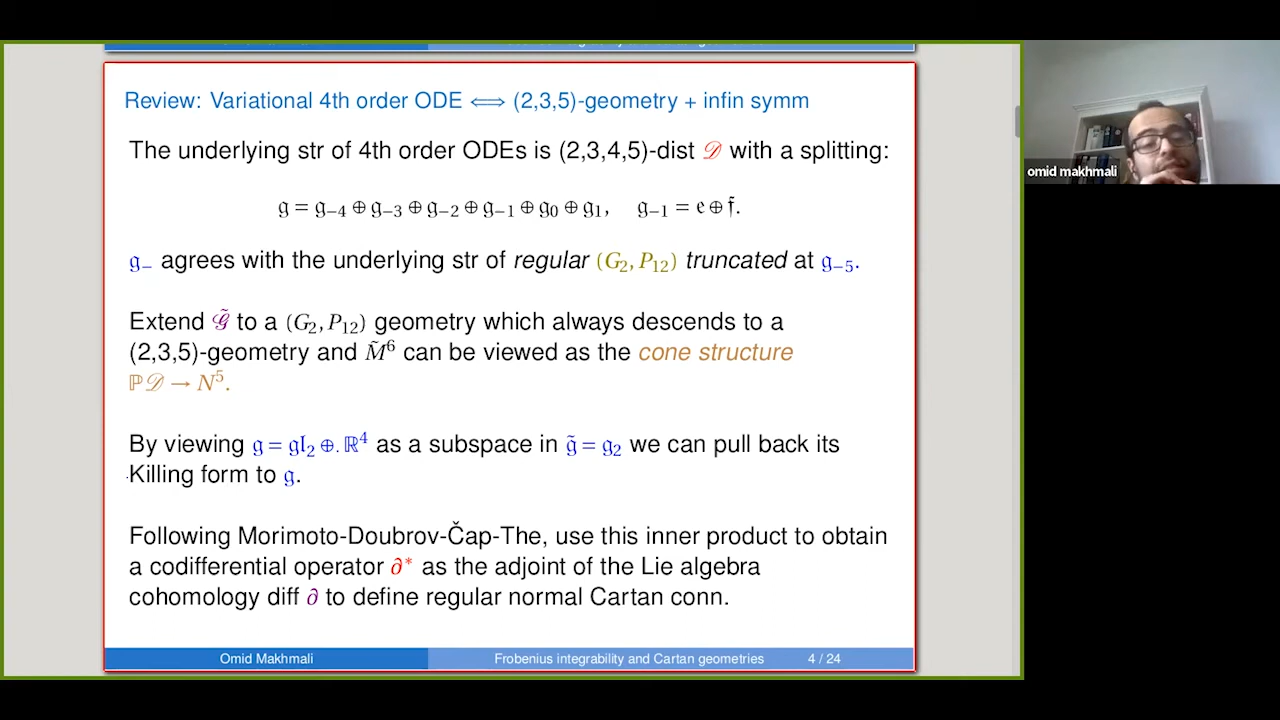 Review: Variational 4th order ODE ⟺ (2,3,5)-geometry + infin symm
The underlying str of 4th order ODEs is (2,3,4,5)-dist 𝒟 with a splitting:
𝔤 = 𝔤₋₄ ⊕ 𝔤₋₃ ⊕ 𝔤₋₂ ⊕ 𝔤₋₁ ⊕ 𝔤₀ ⊕ 𝔤₁, 𝔤₋₁ = 𝔢 ⊕ 𝔣.
𝔤₋ agrees with the underlying str of regular (G₂, P₁₂) truncated at 𝔤₋₅.
Extend 𝒢̃ to a (G₂, P₁₂) geometry which always descends to a
(2,3,5)-geometry and M̃⁶ can be viewed as the cone structure
ℙ𝒟 → N⁵.
By viewing 𝔤 = 𝔤𝔩₂ ⊕. ℝ⁴ as a subspace in 𝔤̃ = 𝔤₂ we can pull back its
Killing form to 𝔤.
Following Morimoto-Doubrov-Čap-The, use this inner product to obtain
a codifferential operator ∂* as the adjoint of the Lie algebra
cohomology diff ∂ to define regular normal Cartan conn.
Omid Makhmali Frobenius integrability and Cartan geometries 4 / 24
omid makhmali